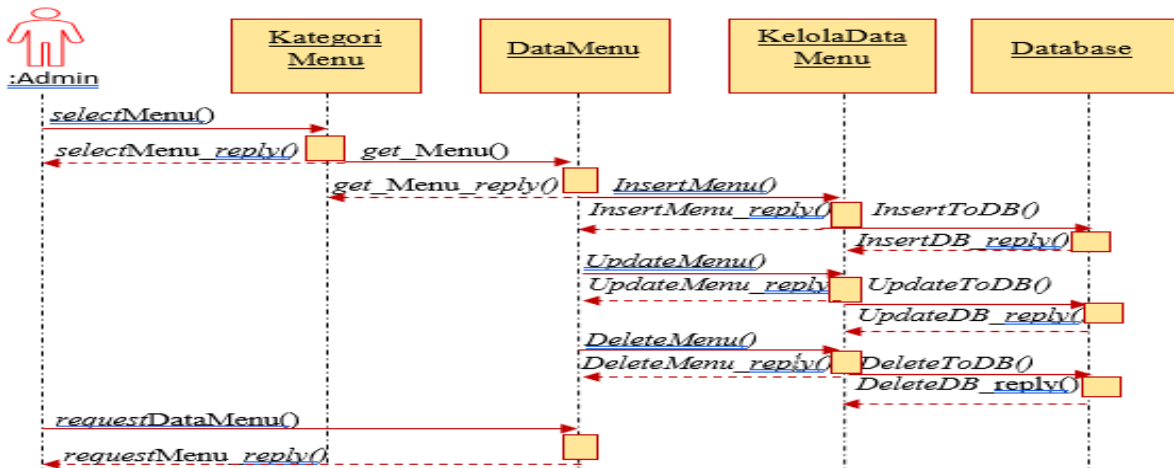 :Admin
Kategori
Menu
DataMenu
KelolaData
Menu
Database
selectMenu()
selectMenu_reply()
get_Menu()
get_Menu_reply()
InsertMenu()
InsertMenu_reply()
InsertToDB()
InsertDB_reply()
UpdateMenu()
UpdateMenu_reply
UpdateToDB()
UpdateDB_reply()
DeleteMenu()
DeleteMenu_reply()
DeleteToDB()
DeleteDB_reply()
requestDataMenu()
requestMenu_reply()